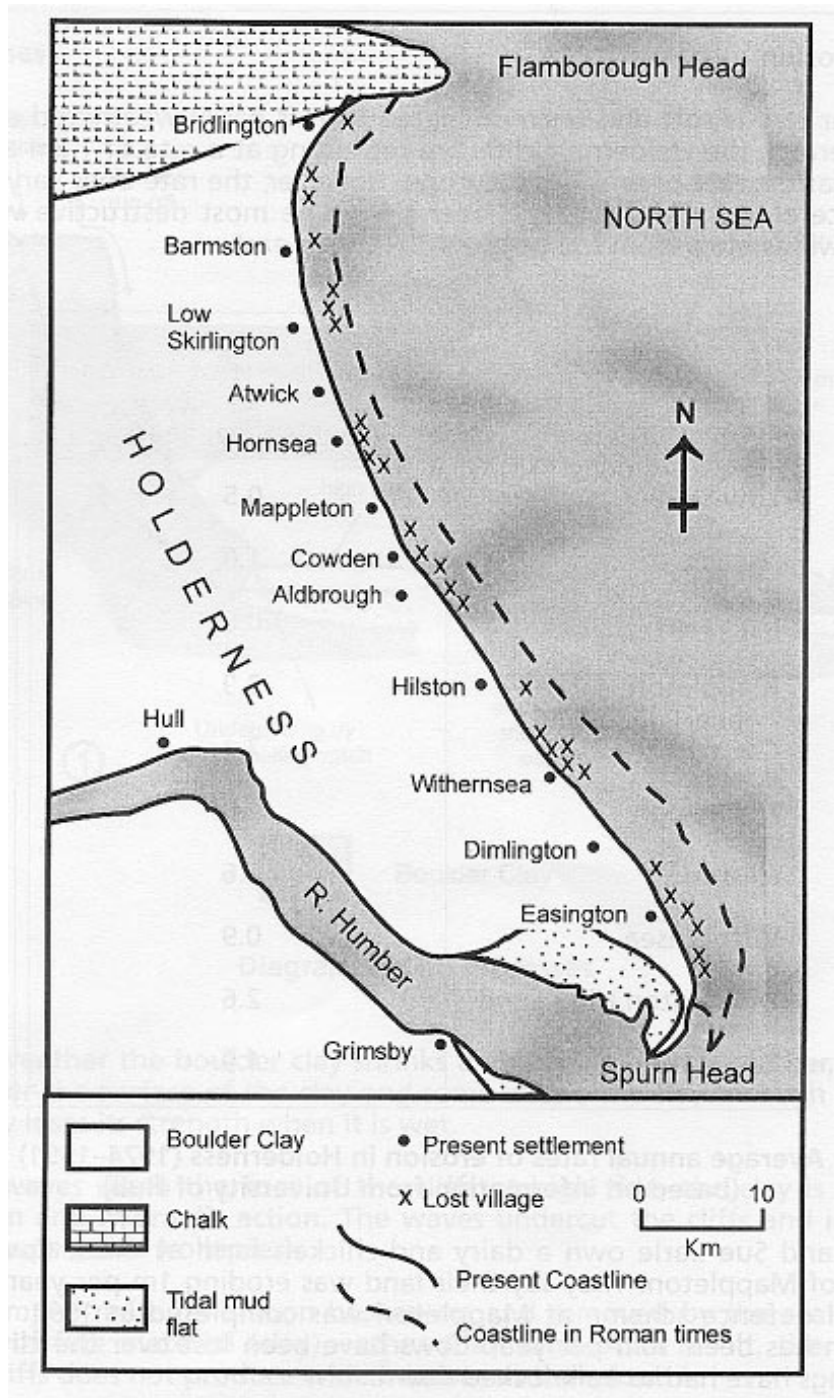 Flamborough Head
Bridlington
NORTH SEA
Barmston
Low
Skirlington
Atwick
N
Hornsea
HOLDERNESS
Mappleton
Cowden
Aldbrough
Hilston
Hull
Withernsea
Dimlington
Easington
R. Humber
Grimsby
Spurn Head
Boulder Clay
Present settlement
x Lost village
0 10
Km
Chalk
Present Coastline
Tidal mud
flat
Coastline in Roman times